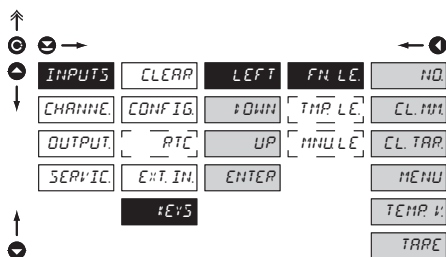 INPUTS CLEAR LEFT FN. LE. NO.
CHANNE. CONFIG. DOWN TMP. LE. CL. MM.
OUTPUT. RTC UP MNU. LE. CL. TAR.
SERVIC. EXT. IN. ENTER MENU
KEYS TEMP. V.
TARE